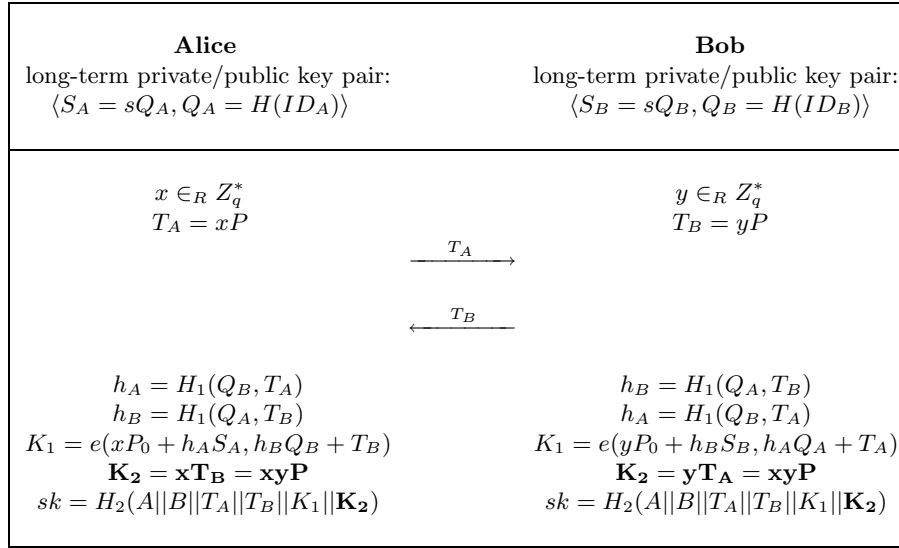 Alice
long-term private/public key pair:
⟨S_A = sQ_A, Q_A = H(ID_A)⟩
Bob
long-term private/public key pair:
⟨S_B = sQ_B, Q_B = H(ID_B)⟩
x ∈_R Z_q^*
T_A = xP
y ∈_R Z_q^*
T_B = yP
T_A
T_B
h_A = H_1(Q_B, T_A)
h_B = H_1(Q_A, T_B)
K_1 = e(xP_0 + h_A S_A, h_B Q_B + T_B)
K_2 = xT_B = xyP
sk = H_2(A||B||T_A||T_B||K_1||K_2)
h_B = H_1(Q_A, T_B)
h_A = H_1(Q_B, T_A)
K_1 = e(yP_0 + h_B S_B, h_A Q_A + T_A)
K_2 = yT_A = xyP
sk = H_2(A||B||T_A||T_B||K_1||K_2)